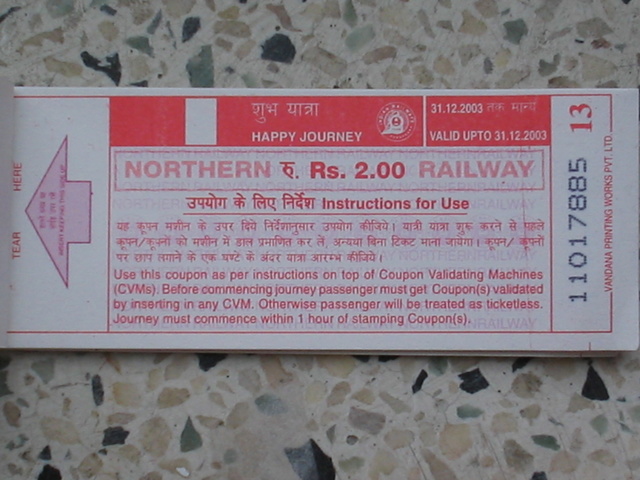 शुभ यात्रा
HAPPY JOURNEY
31.12.2003 तक मान्य
VALID UPTO 31.12.2003
NORTHERN रु. Rs. 2.00 RAILWAY
उपयोग के लिए निर्देश Instructions for Use
यह कूपन मशीन के उपर दिये निर्देशानुसार उपयोग कीजिये। यात्री यात्रा शुरू करने से पहले
कूपन/कूपनों को मशीन में डाल प्रमाणित कर लें, अन्यथा बिना टिकट माना जायेगा। कूपन/ कूपनों
पर छाप लगाने के एक घण्टे के अंदर यात्रा आरम्भ कीजिये।
Use this coupon as per instructions on top of Coupon Validating Machines
(CVMs). Before commencing journey passenger must get Coupon(s) validated
by inserting in any CVM. Otherwise passenger will be treated as ticketless.
Journey must commence within 1 hour of stamping Coupon(s).
TEAR HERE
13
11017885
VANDANA PRINTING WORKS PVT. LTD.